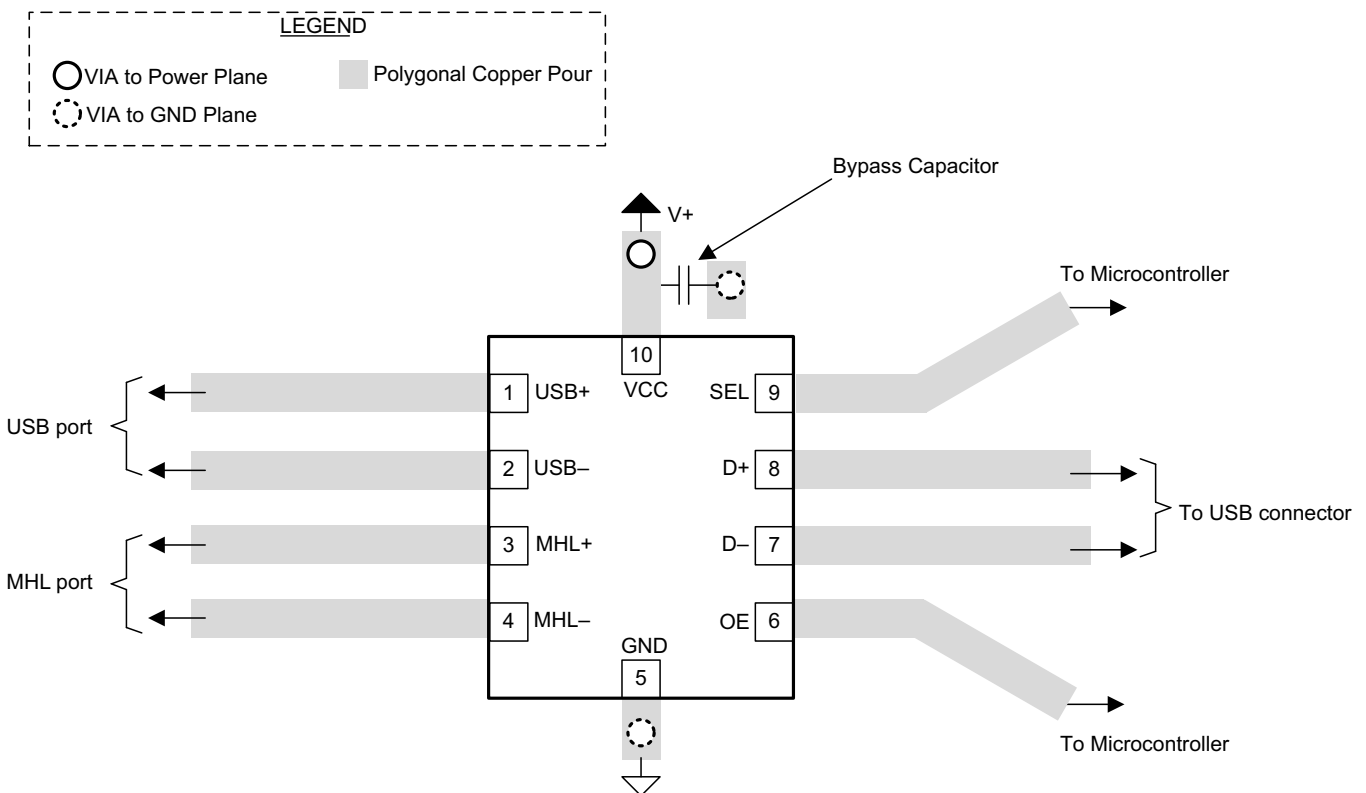 LEGEND
VIA to Power Plane
Polygonal Copper Pour
VIA to GND Plane
Bypass Capacitor
V+
To Microcontroller
10
VCC
1 USB+
SEL 9
USB port
2 USB–
D+ 8
To USB connector
3 MHL+
D– 7
MHL port
4 MHL–
OE 6
GND
5
To Microcontroller